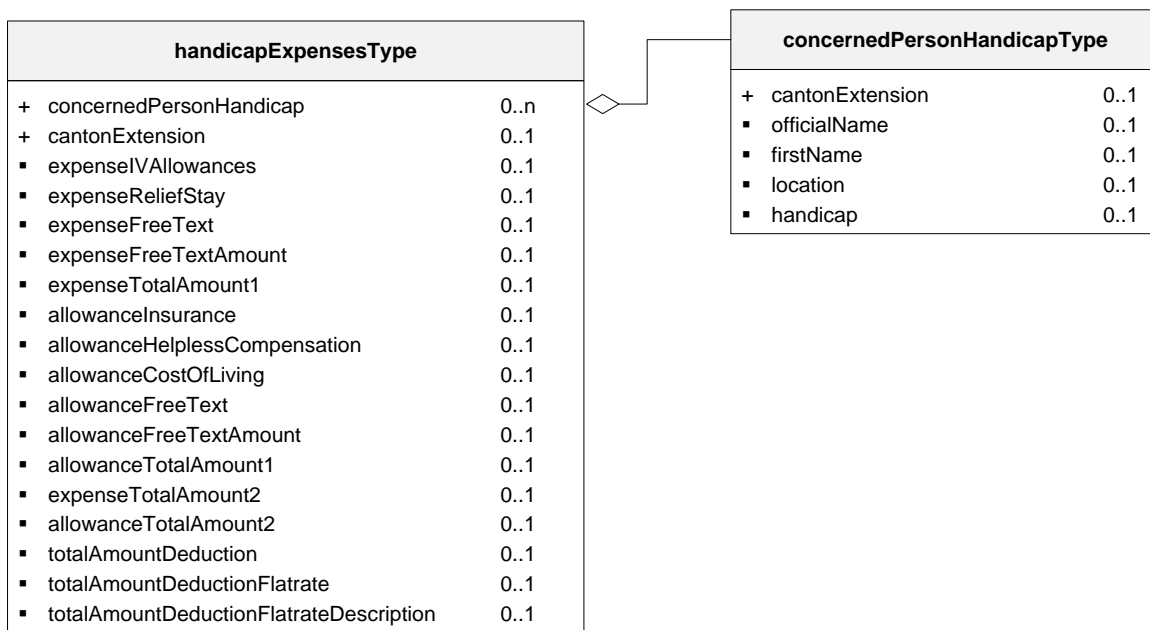 handicapExpensesType
+ concernedPersonHandicap 0..n
+ cantonExtension 0..1
▪ expenseIVAllowances 0..1
▪ expenseReliefStay 0..1
▪ expenseFreeText 0..1
▪ expenseFreeTextAmount 0..1
▪ expenseTotalAmount1 0..1
▪ allowanceInsurance 0..1
▪ allowanceHelplessCompensation 0..1
▪ allowanceCostOfLiving 0..1
▪ allowanceFreeText 0..1
▪ allowanceFreeTextAmount 0..1
▪ allowanceTotalAmount1 0..1
▪ expenseTotalAmount2 0..1
▪ allowanceTotalAmount2 0..1
▪ totalAmountDeduction 0..1
▪ totalAmountDeductionFlatrate 0..1
▪ totalAmountDeductionFlatrateDescription 0..1
concernedPersonHandicapType
+ cantonExtension 0..1
▪ officialName 0..1
▪ firstName 0..1
▪ location 0..1
▪ handicap 0..1